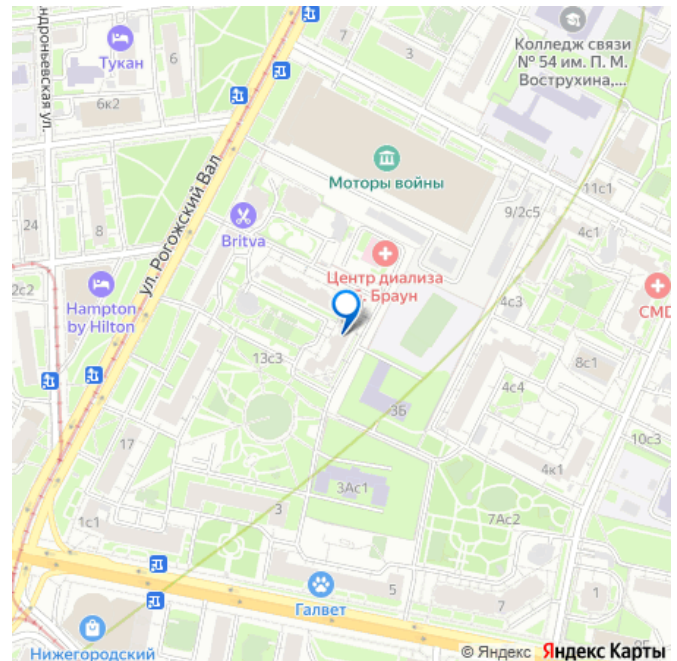 ндроньевская ул.
Тукан
6
6к2
7
3
Колледж связи
№ 54 им. П. М.
Вострухина,...
ул. Рогожский Вал
Моторы войны
11с1
24
8
Britva
9/2с5
4с1
Центр диализа
Браун
2с2
Hampton
by Hilton
4с3
CMD
13с3
8с1
4с4
3Б
17
10с3
4к1
3Ас1
3
7Ас2
1с1
5
Галвет
7
1
Нижегородский
© Яндекс Яндекс Карты